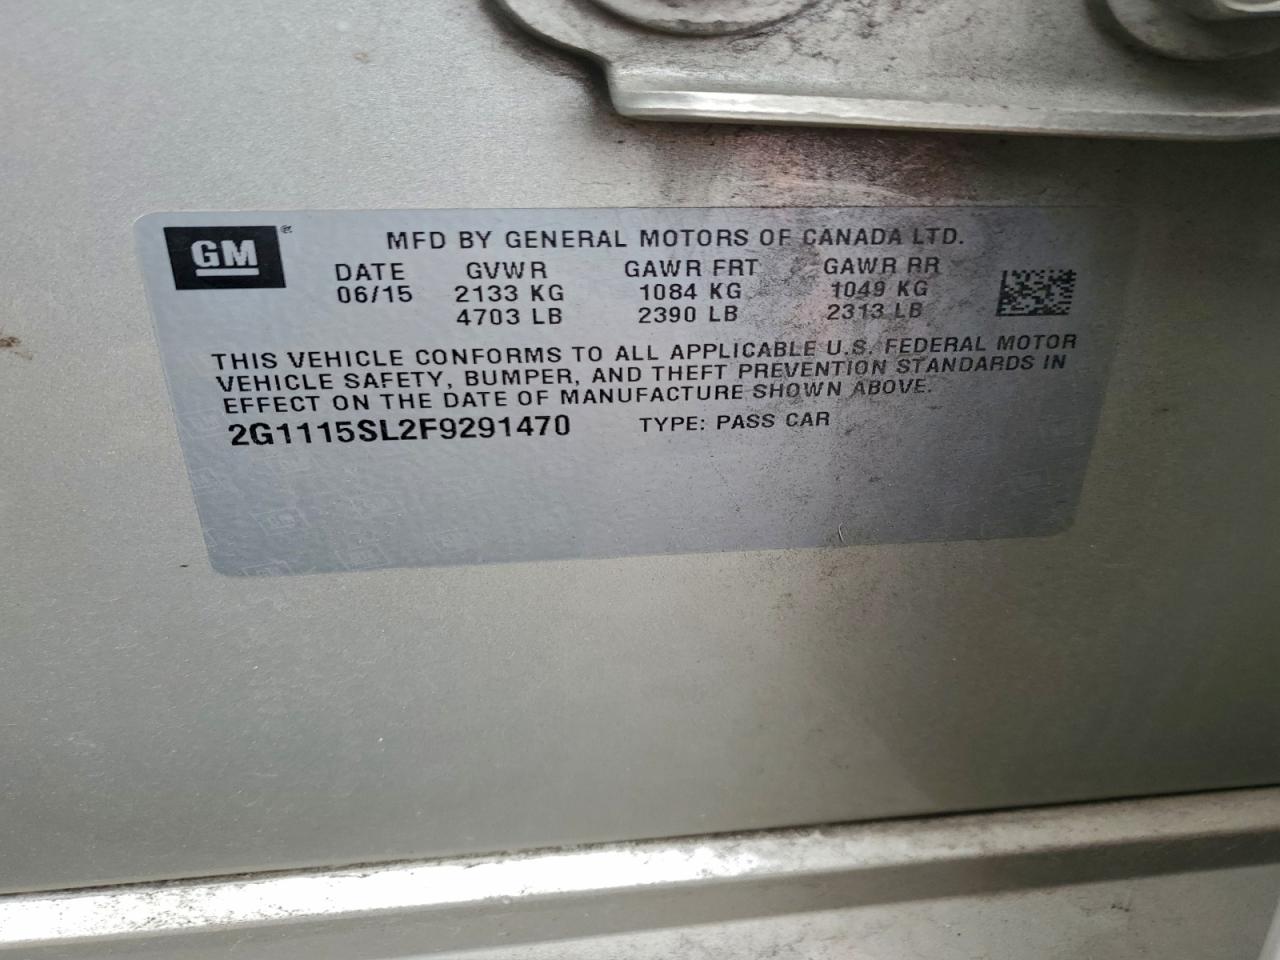 GM®
MFD BY GENERAL MOTORS OF CANADA LTD.
DATE GVWR GAWR FRT GAWR RR
06/15 2133 KG 1084 KG 1049 KG
4703 LB 2390 LB 2313 LB
THIS VEHICLE CONFORMS TO ALL APPLICABLE U.S. FEDERAL MOTOR
VEHICLE SAFETY, BUMPER, AND THEFT PREVENTION STANDARDS IN
EFFECT ON THE DATE OF MANUFACTURE SHOWN ABOVE.
2G1115SL2F9291470 TYPE: PASS CAR